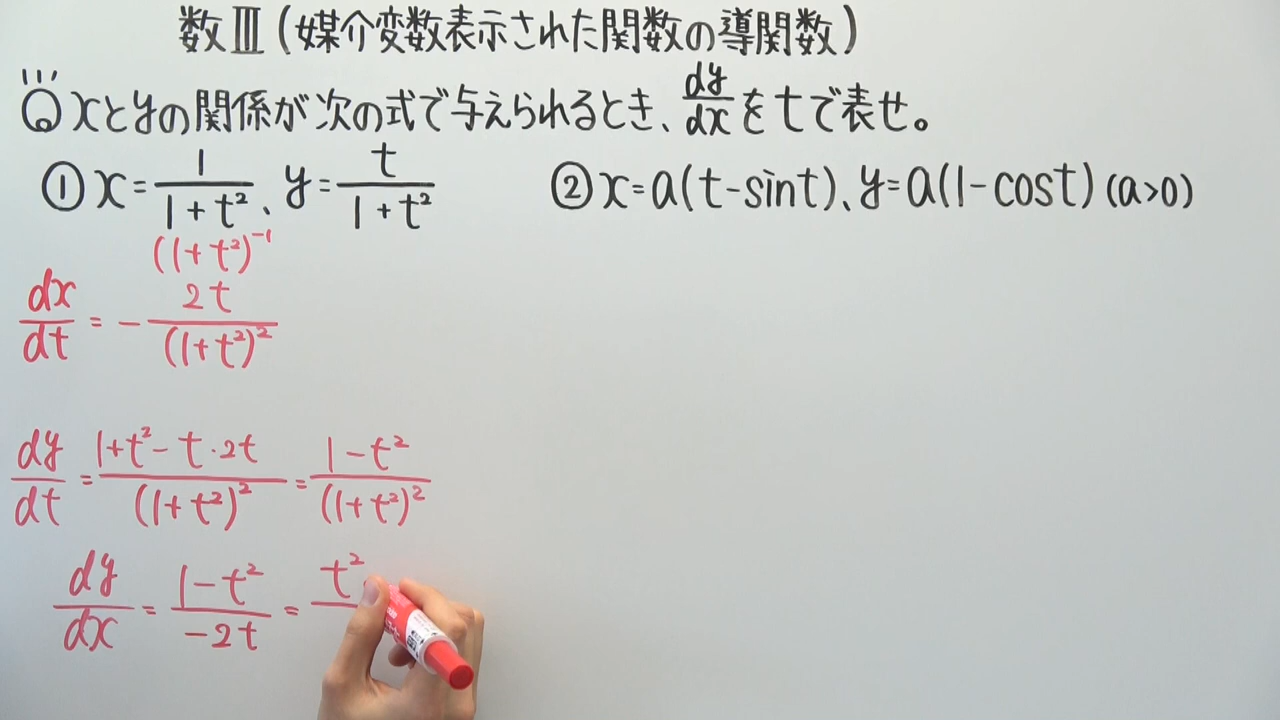 数Ⅲ(媒介変数表示された関数の導関数)
Q xとyの関係が次の式で与えられるとき、dy/dxをtで表せ。
① x=1/(1+t²)、y=t/(1+t²)
② x=a(t-sint)、y=a(1-cost)(a>0)
(1+t²)⁻¹
dx/dt = -2t/(1+t²)²
dy/dt = (1+t²-t·2t)/(1+t²)² = (1-t²)/(1+t²)²
dy/dx = (1-t²)/(-2t) = t²